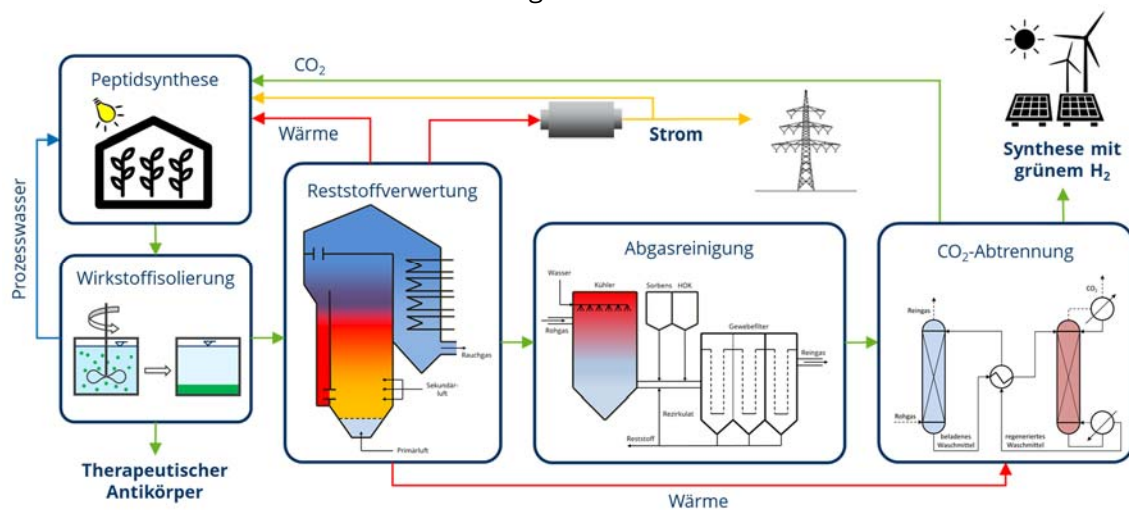 CO₂
Peptidsynthese
Wärme
Strom
Synthese mit
grünem H₂
Prozesswasser
Reststoffverwertung
Abgasreinigung
CO₂-Abtrennung
Wirkstoffisolierung
Wasser
Kühler
Sorbens
HOK
Rohgas
Gewebefilter
Reingas
Rauchgas
Sekundär-
luft
Primärluft
Rezirkulat
Reststoff
Reingas
CO₂
Rohgas
beladenes
Waschmittel
regeneriertes
Waschmittel
Therapeutischer
Antikörper
Wärme